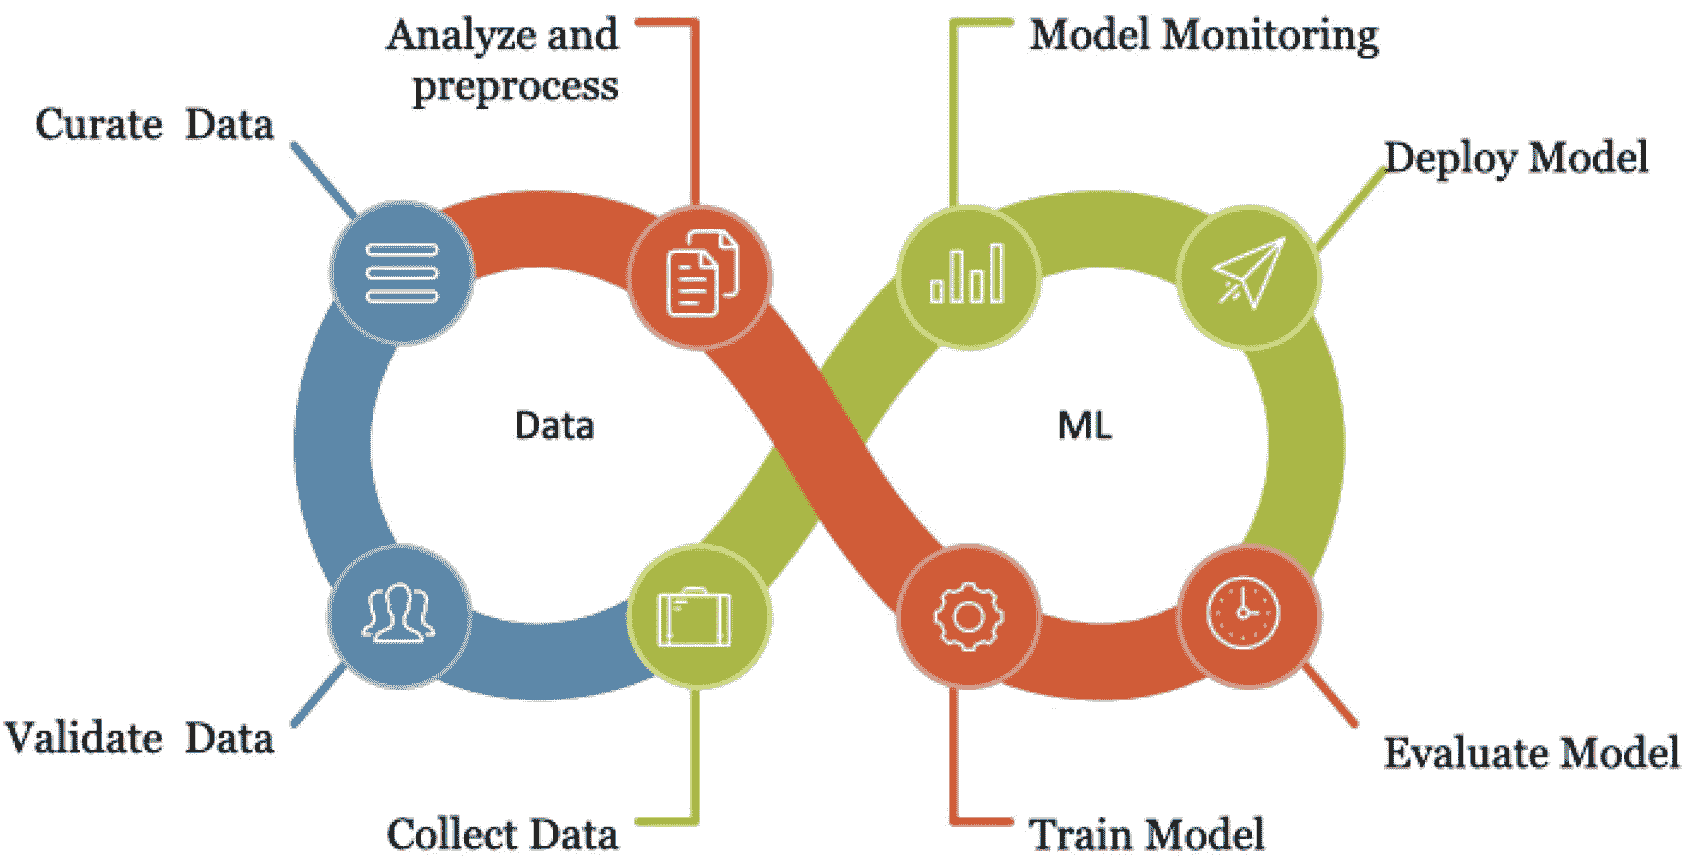 Analyze and
preprocess
Model Monitoring
Curate Data
Deploy Model
Data
ML
Validate Data
Evaluate Model
Collect Data
Train Model